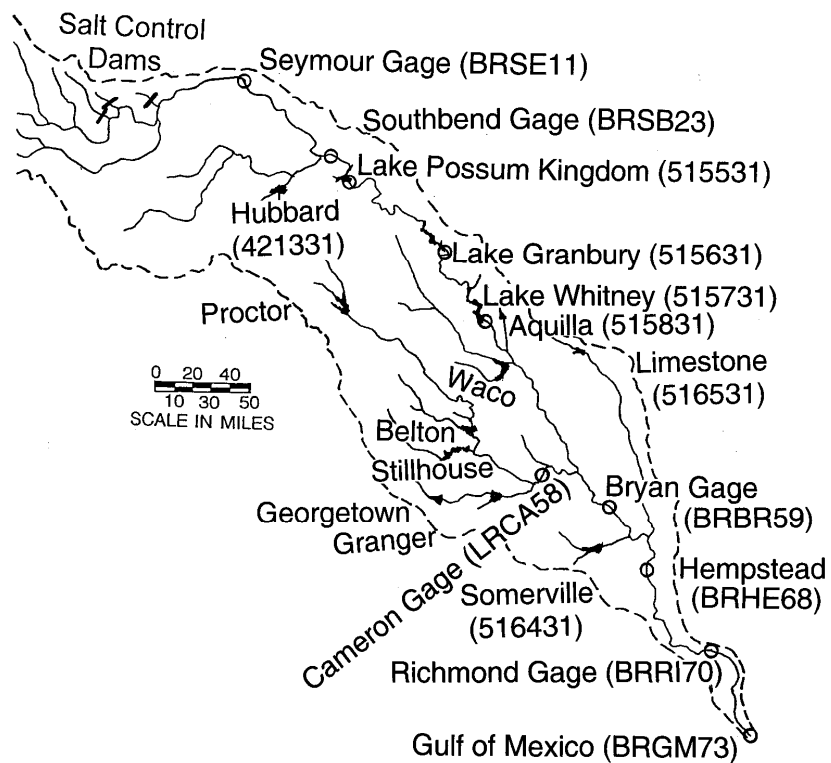 Salt Control
Dams
Seymour Gage (BRSE11)
Southbend Gage (BRSB23)
Lake Possum Kingdom (515531)
Hubbard
(421331)
Lake Granbury (515631)
Proctor
Lake Whitney (515731)
Aquilla (515831)
Limestone
(516531)
Waco
0 20 40
10 30 50
SCALE IN MILES
Belton
Stillhouse
Georgetown
Granger
Cameron Gage (LRCA58)
Bryan Gage
(BRBR59)
Hempstead
(BRHE68)
Somerville
(516431)
Richmond Gage (BRRI70)
Gulf of Mexico (BRGM73)